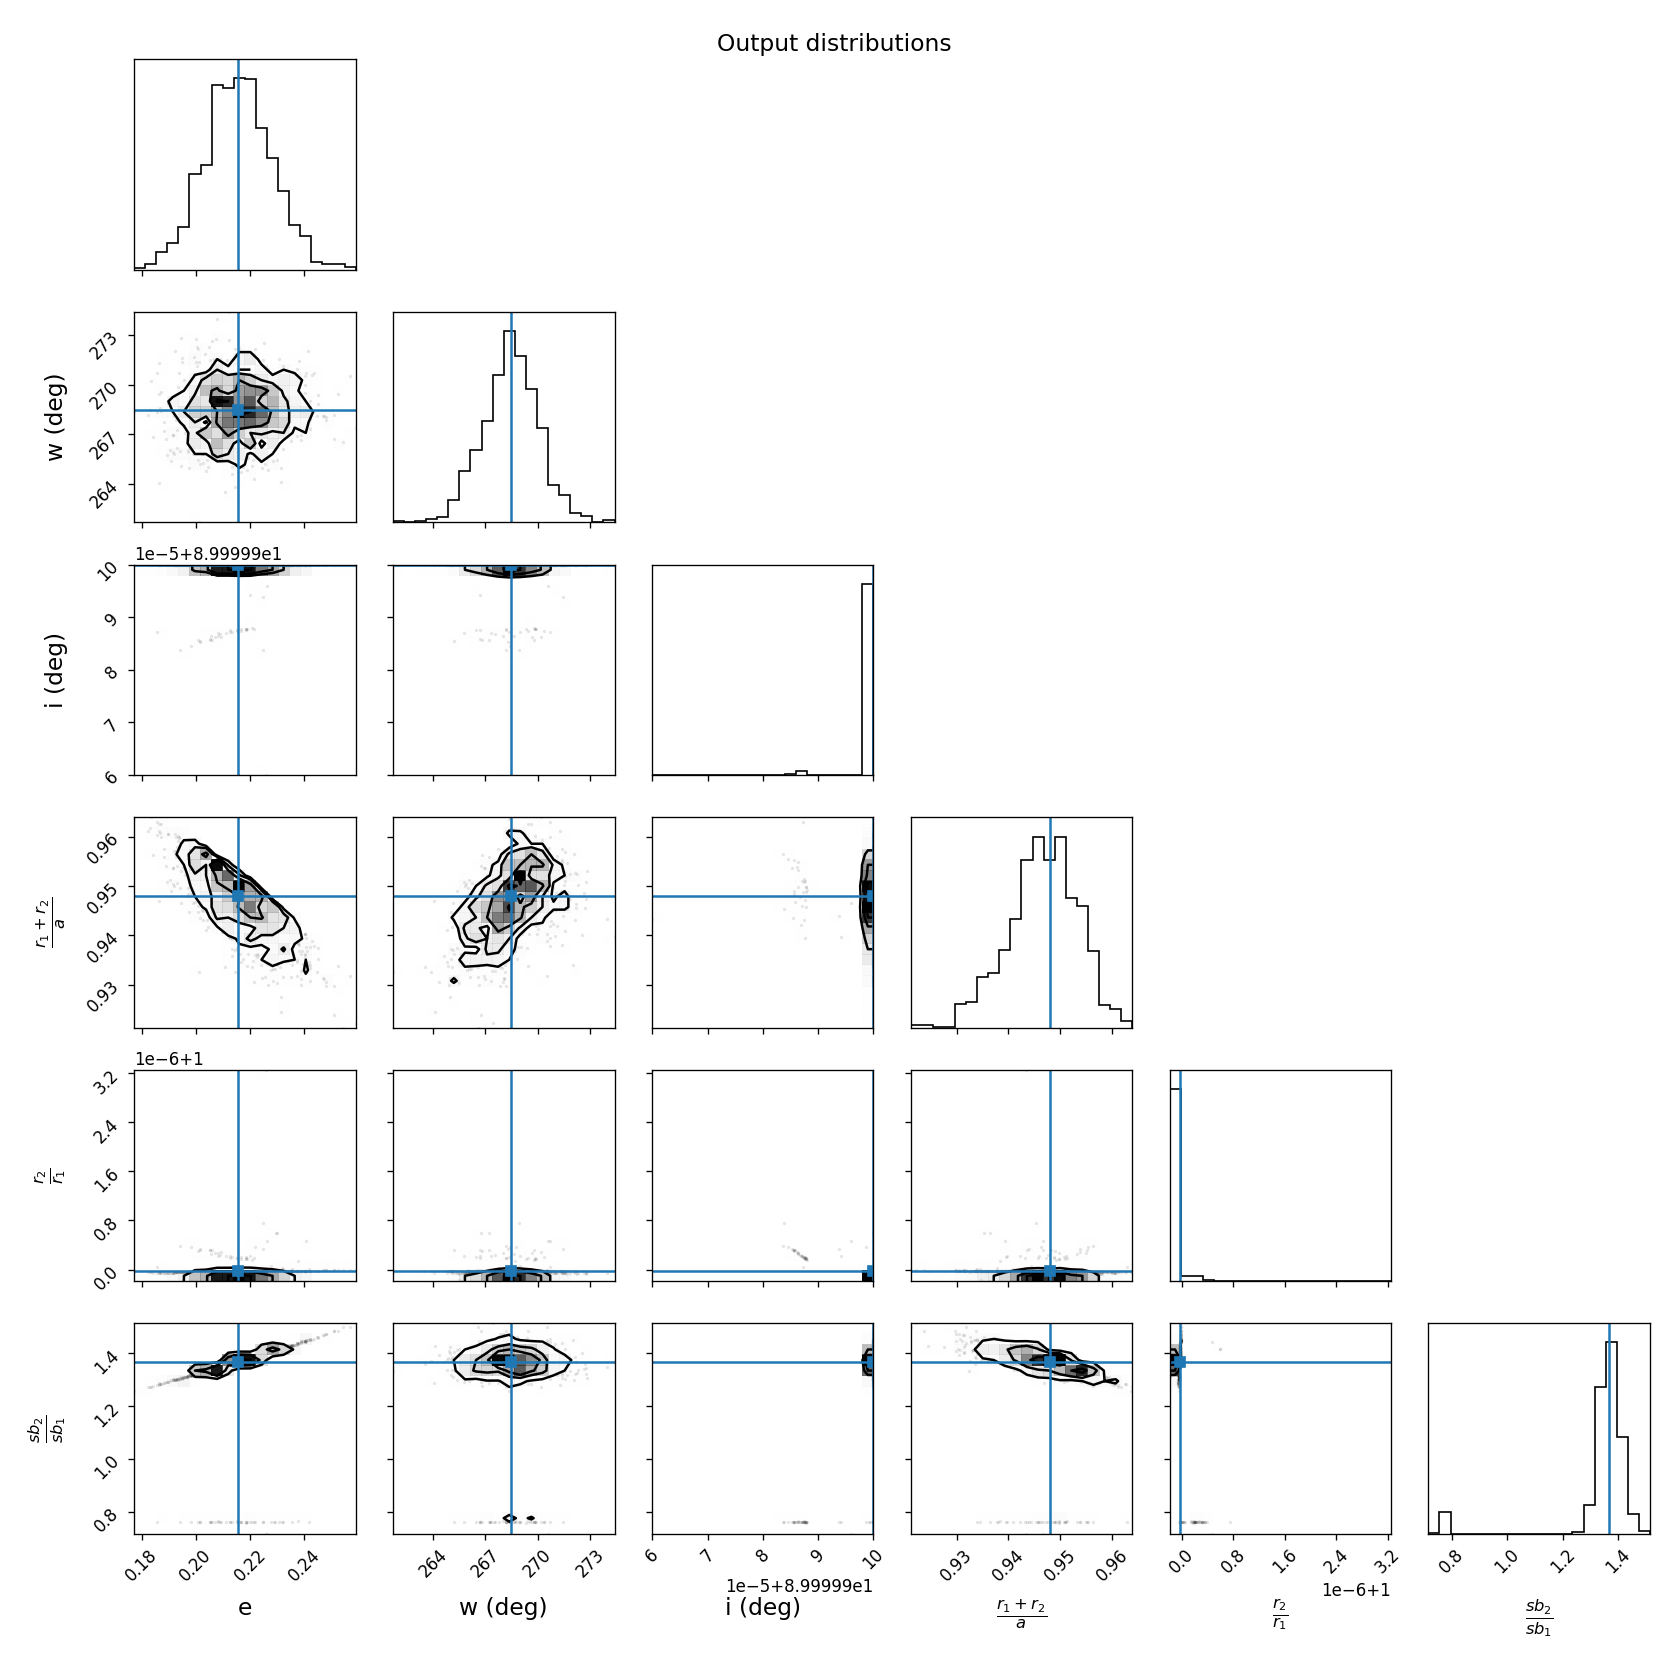 Output distributions
w (deg)
273
270
267
264
1e−5+8.99999e1
i (deg)
10
9
8
7
6
r₁ + r₂
a
0.96
0.95
0.94
0.93
1e−6+1
r₂
r₁
3.2
2.4
1.6
0.8
0.0
sb₂
sb₁
1.4
1.2
1.0
0.8
0.18 0.20 0.22 0.24
264 267 270 273
6 7 8 9 10
0.93 0.94 0.95 0.96
0.0 0.8 1.6 2.4 3.2
0.8 1.0 1.2 1.4
1e−5+8.99999e1
1e−6+1
e
w (deg)
i (deg)
r₁ + r₂
a
r₂
r₁
sb₂
sb₁